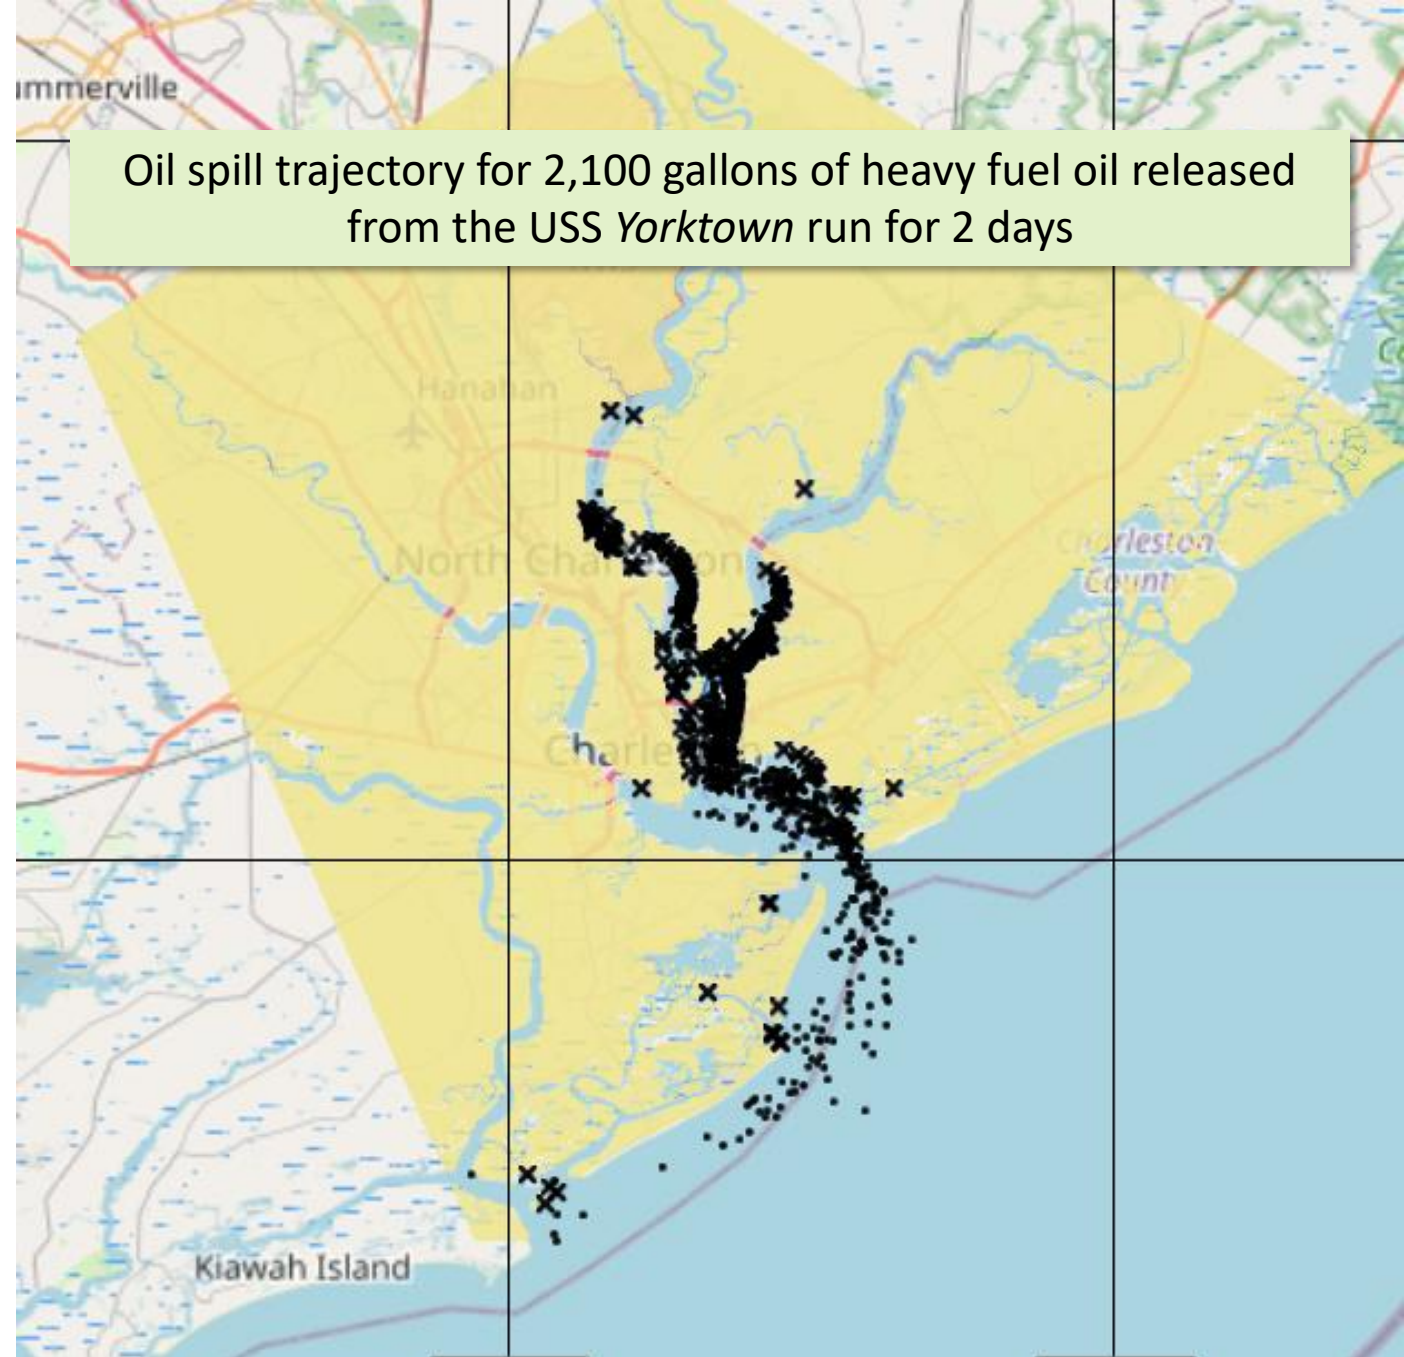 ummerville
Oil spill trajectory for 2,100 gallons of heavy fuel oil released
from the USS Yorktown run for 2 days
Hanahan
North Charleston
Charleston
County
Charleston
Kiawah Island